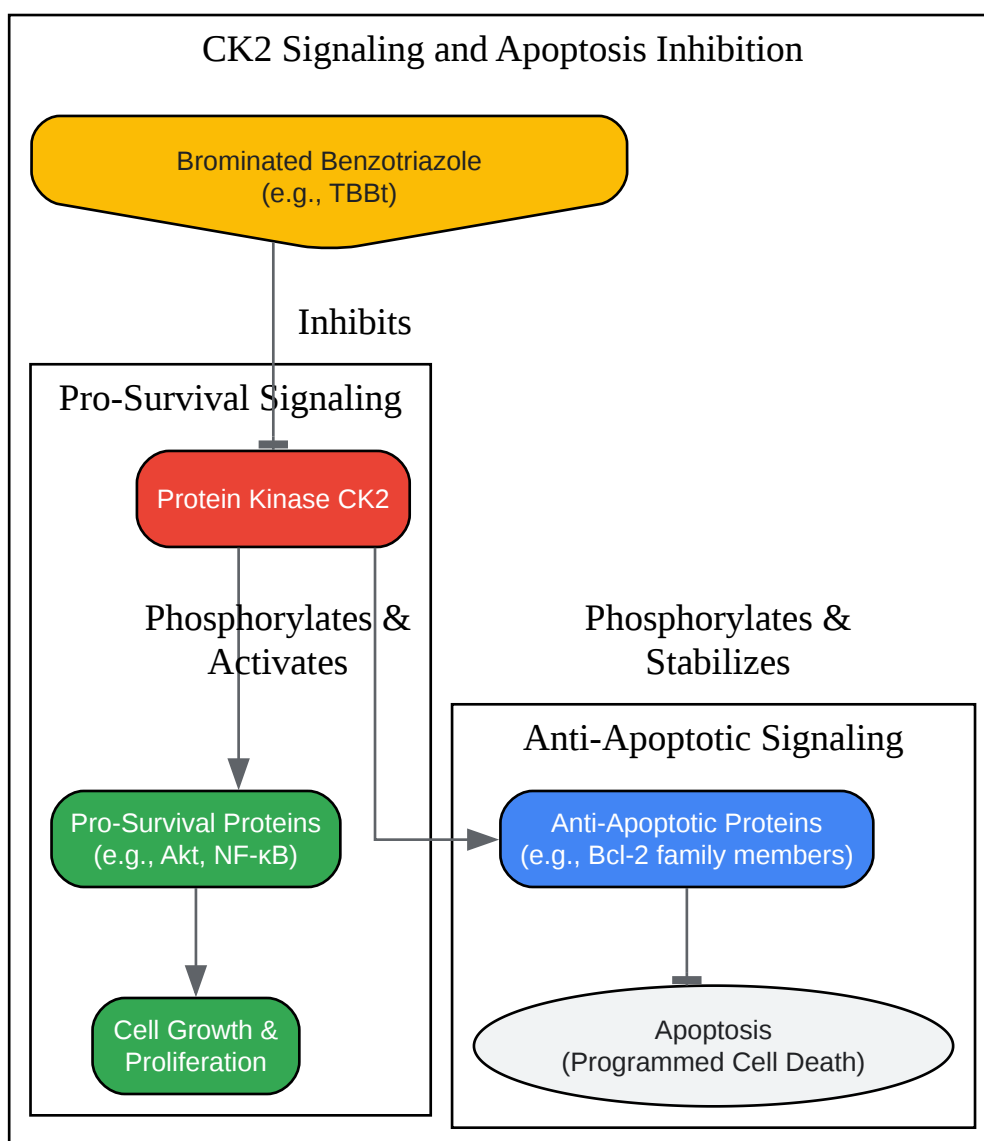 CK2 Signaling and Apoptosis Inhibition
Brominated Benzotriazole
(e.g., TBBt)
Inhibits
Pro-Survival Signaling
Protein Kinase CK2
Phosphorylates &
Activates
Phosphorylates &
Stabilizes
Anti-Apoptotic Signaling
Pro-Survival Proteins
(e.g., Akt, NF-κB)
Anti-Apoptotic Proteins
(e.g., Bcl-2 family members)
Cell Growth &
Proliferation
Apoptosis
(Programmed Cell Death)